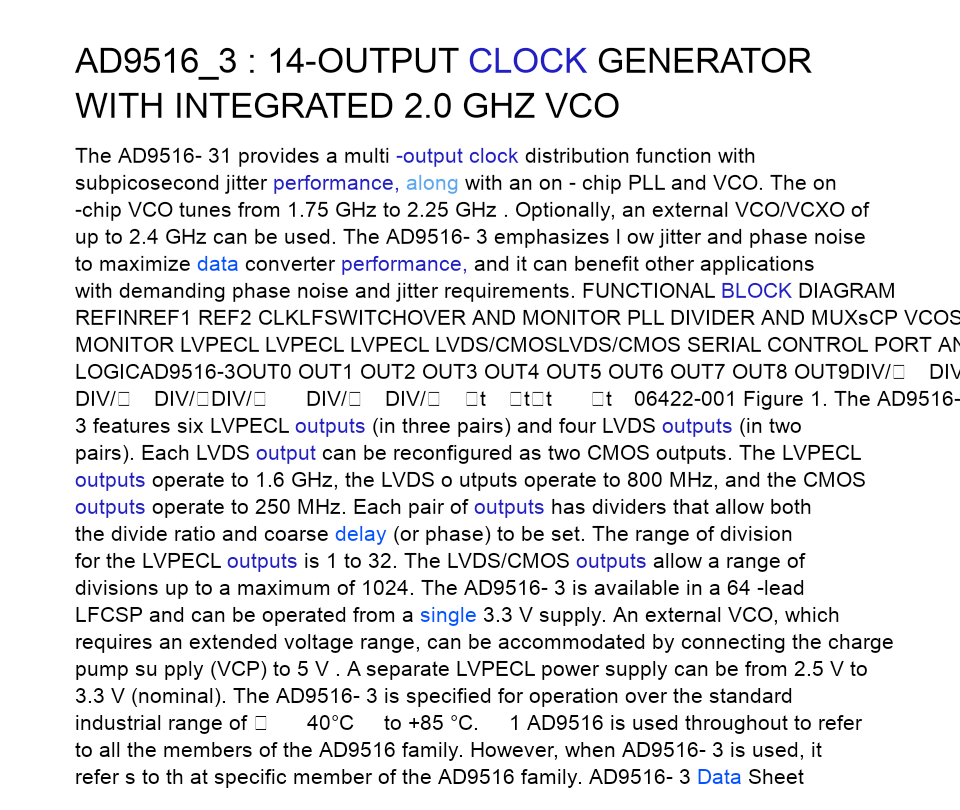 AD9516_3 : 14-OUTPUT CLOCK GENERATOR
WITH INTEGRATED 2.0 GHZ VCO
The AD9516- 31 provides a multi -output clock distribution function with
subpicosecond jitter performance, along with an on - chip PLL and VCO. The on
-chip VCO tunes from 1.75 GHz to 2.25 GHz . Optionally, an external VCO/VCXO of
up to 2.4 GHz can be used. The AD9516- 3 emphasizes l ow jitter and phase noise
to maximize data converter performance, and it can benefit other applications
with demanding phase noise and jitter requirements. FUNCTIONAL BLOCK DIAGRAM
REFINREF1 REF2 CLKLFSWITCHOVER AND MONITOR PLL DIVIDER AND MUXsCP VCOS
MONITOR LVPECL LVPECL LVPECL LVDS/CMOSLVDS/CMOS SERIAL CONTROL PORT AN
LOGICAD9516-3OUT0 OUT1 OUT2 OUT3 OUT4 OUT5 OUT6 OUT7 OUT8 OUT9DIV/□ DIV
DIV/□ DIV/□DIV/□ DIV/□ DIV/□ □t □t□t □t 06422-001 Figure 1. The AD9516-
3 features six LVPECL outputs (in three pairs) and four LVDS outputs (in two
pairs). Each LVDS output can be reconfigured as two CMOS outputs. The LVPECL
outputs operate to 1.6 GHz, the LVDS o utputs operate to 800 MHz, and the CMOS
outputs operate to 250 MHz. Each pair of outputs has dividers that allow both
the divide ratio and coarse delay (or phase) to be set. The range of division
for the LVPECL outputs is 1 to 32. The LVDS/CMOS outputs allow a range of
divisions up to a maximum of 1024. The AD9516- 3 is available in a 64 -lead
LFCSP and can be operated from a single 3.3 V supply. An external VCO, which
requires an extended voltage range, can be accommodated by connecting the charge
pump su pply (VCP) to 5 V . A separate LVPECL power supply can be from 2.5 V to
3.3 V (nominal). The AD9516- 3 is specified for operation over the standard
industrial range of □ 40°C to +85 °C. 1 AD9516 is used throughout to refer
to all the members of the AD9516 family. However, when AD9516- 3 is used, it
refer s to th at specific member of the AD9516 family. AD9516- 3 Data Sheet